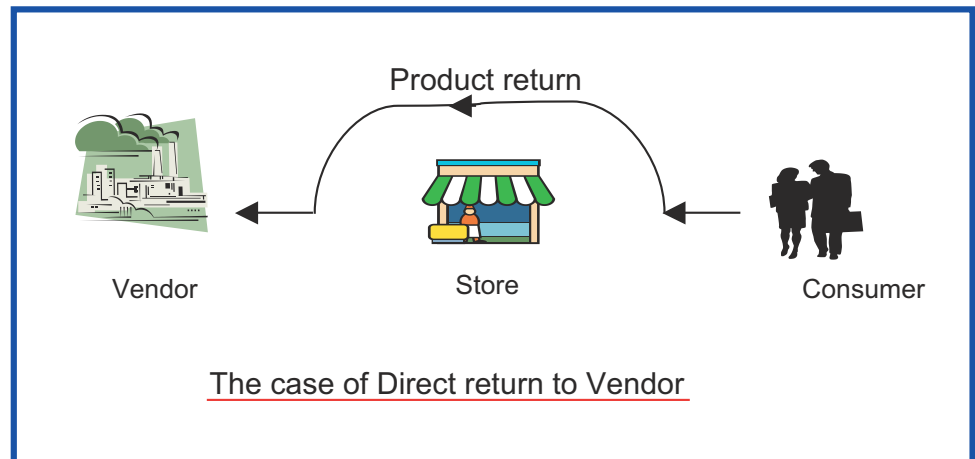 Product return
Vendor
Store
Consumer
The case of Direct return to Vendor